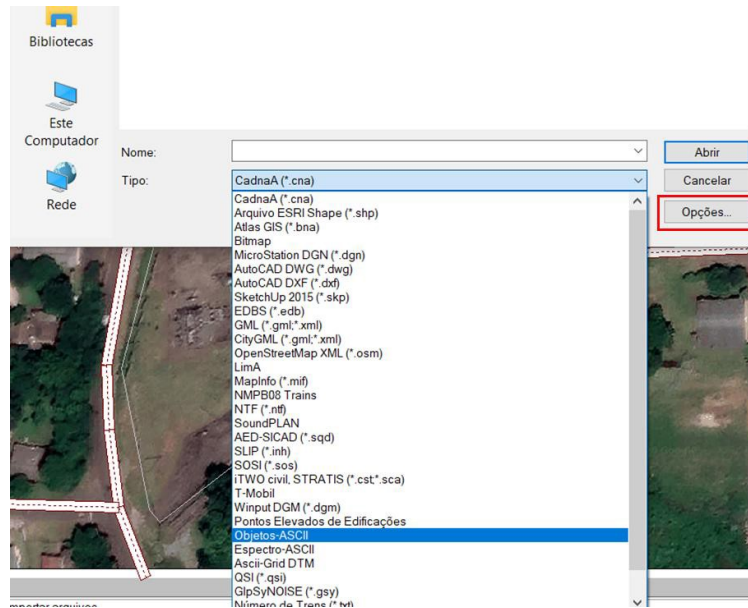 Bibliotecas
Este
Computador
Rede
Nome:
Abrir
Tipo:
CadnaA (*.cna)
Cancelar
Opções...
CadnaA (*.cna)
Arquivo ESRI Shape (*.shp)
Atlas GIS (*.bna)
Bitmap
MicroStation DGN (*.dgn)
AutoCAD DWG (*.dwg)
AutoCAD DXF (*.dxf)
SketchUp 2015 (*.skp)
EDBS (*.edb)
GML (*.gml;*.xml)
CityGML (*.gml;*.xml)
OpenStreetMap XML (*.osm)
LimA
MapInfo (*.mif)
NMPB08 Trains
NTF (*.ntf)
SoundPLAN
AED-SICAD (*.sqd)
SLIP (*.inh)
SOSI (*.sos)
iTWO civil, STRATIS (*.cst;*.sca)
T-Mobil
Winput DGM (*.dgm)
Pontos Elevados de Edificações
Objetos-ASCII
Espectro-ASCII
Ascii-Grid DTM
QSI (*.qsi)
GlpSyNOISE (*.gsy)
Número de Trens (*.txt)